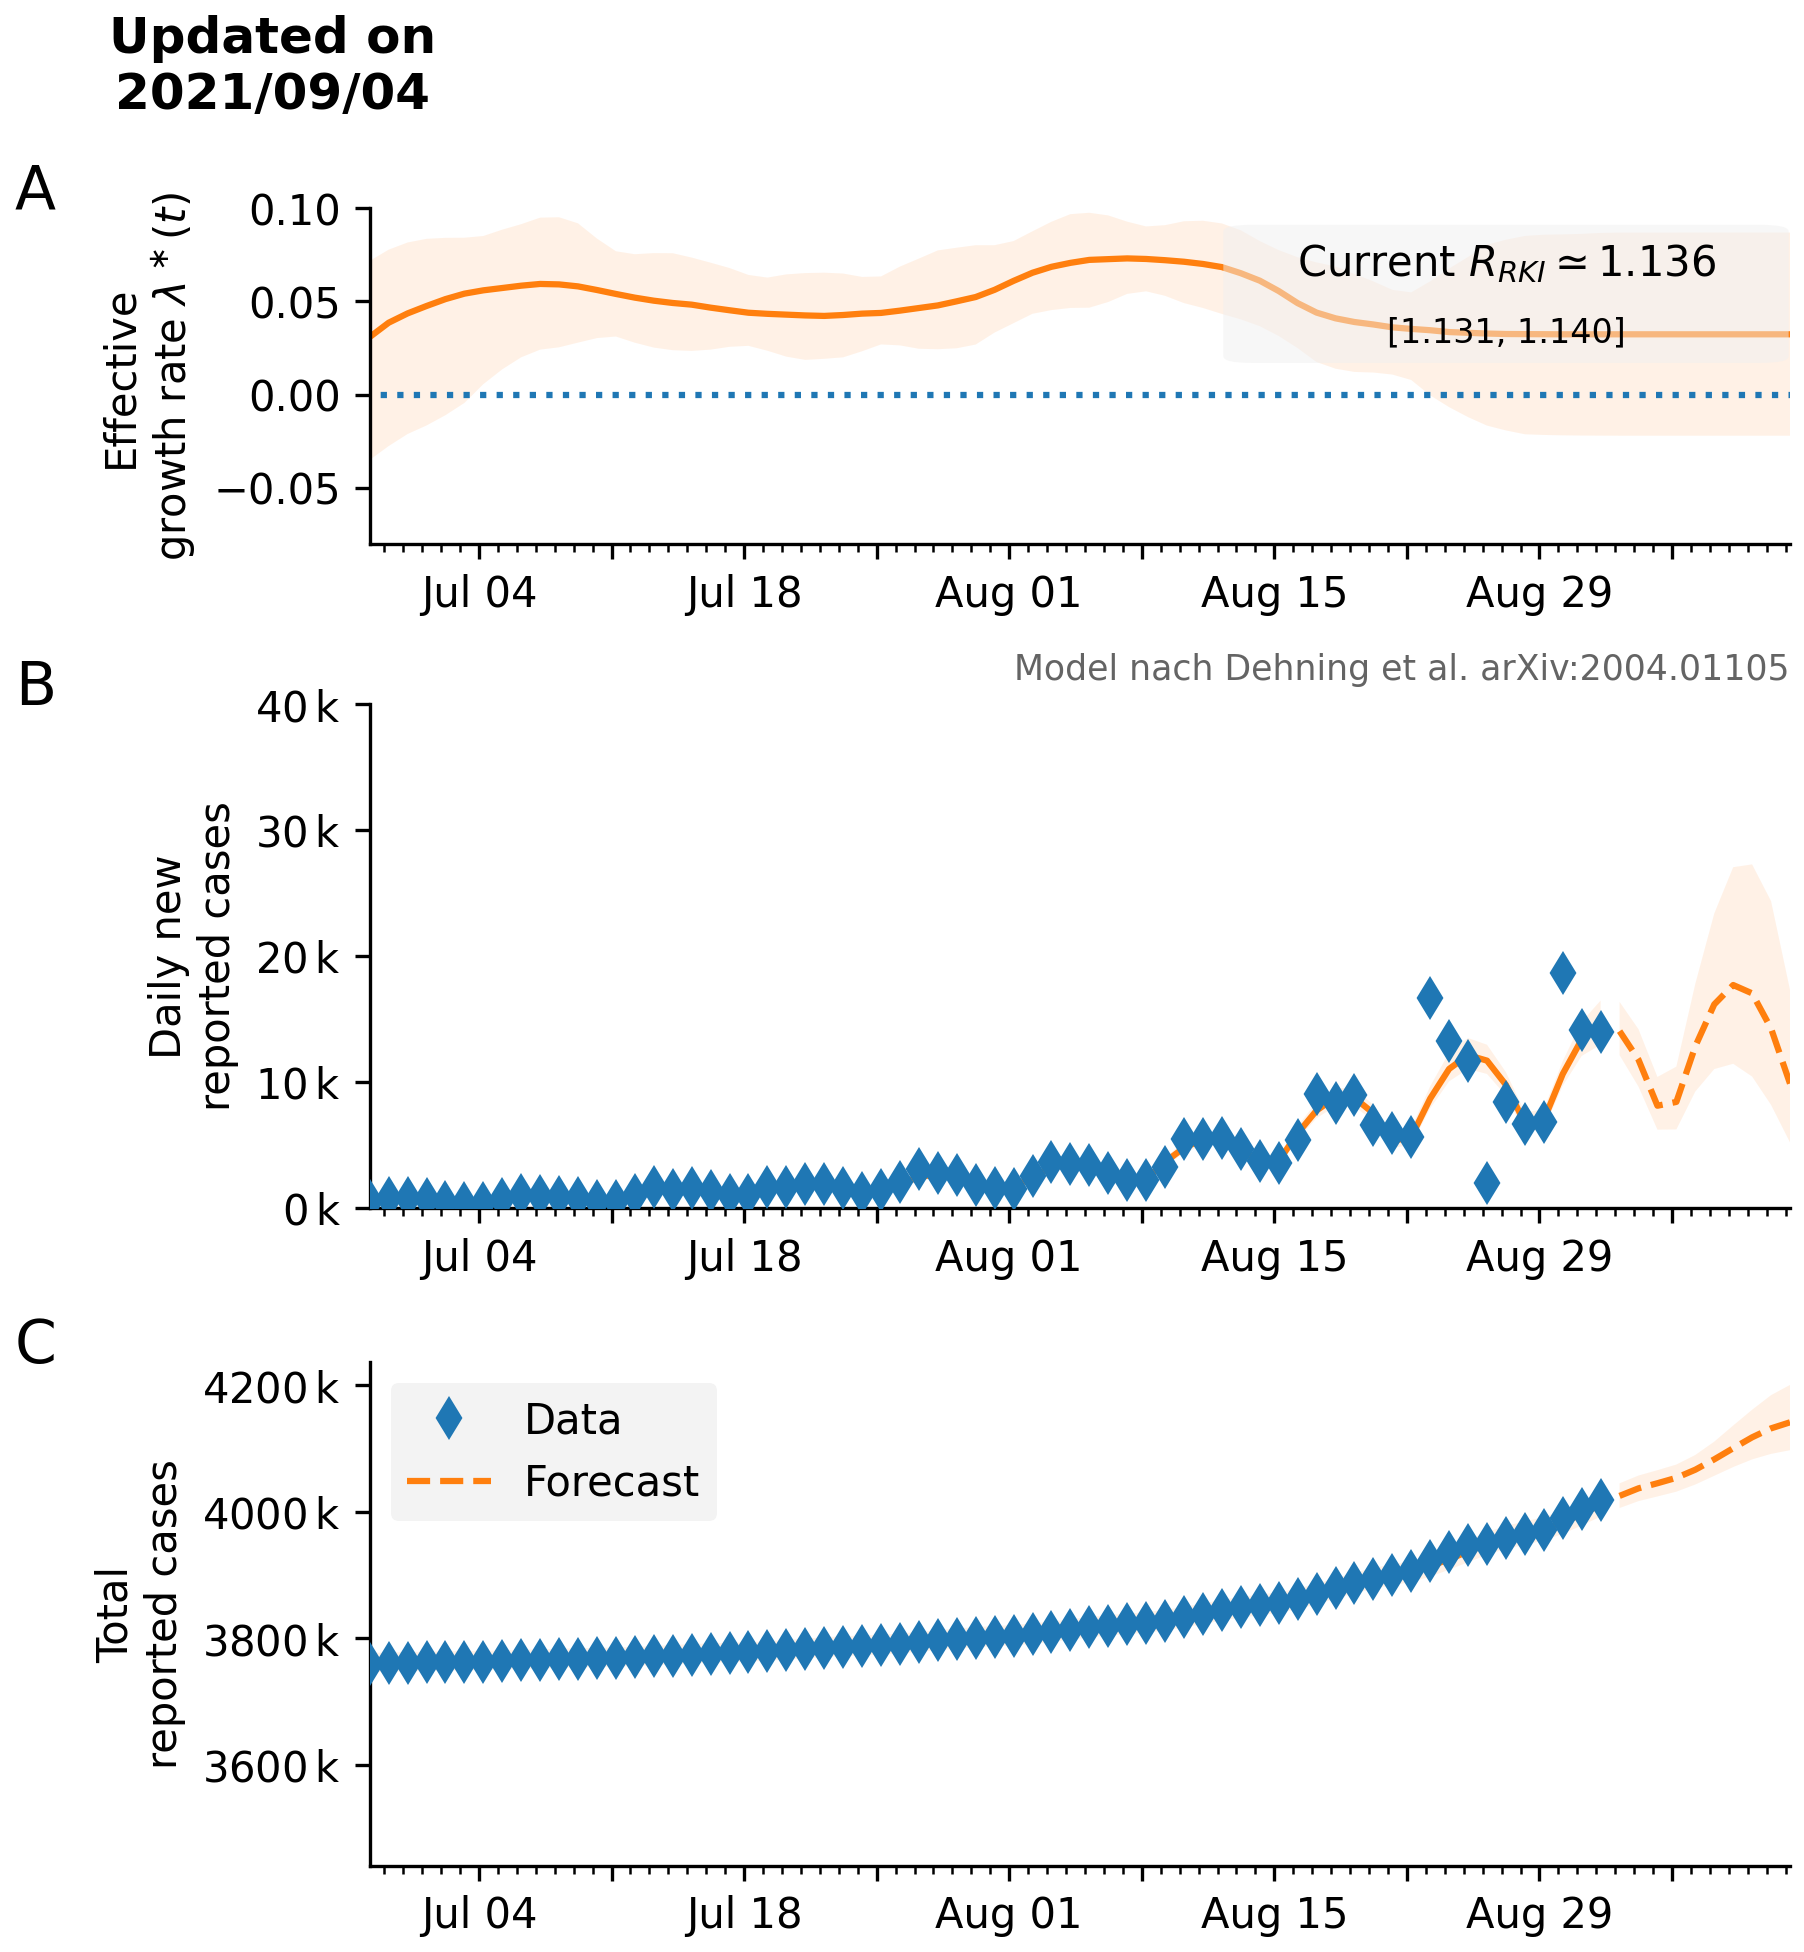 Updated on
2021/09/04
A
Effective
growth rate λ * (t)
0.10
0.05
0.00
−0.05
Current R_RKI ≃ 1.136
[1.131, 1.140]
Jul 04 Jul 18 Aug 01 Aug 15 Aug 29
B
Model nach Dehning et al. arXiv:2004.01105
Daily new
reported cases
40 k
30 k
20 k
10 k
0 k
Jul 04 Jul 18 Aug 01 Aug 15 Aug 29
C
Total
reported cases
4200 k
4000 k
3800 k
3600 k
Data
Forecast
Jul 04 Jul 18 Aug 01 Aug 15 Aug 29